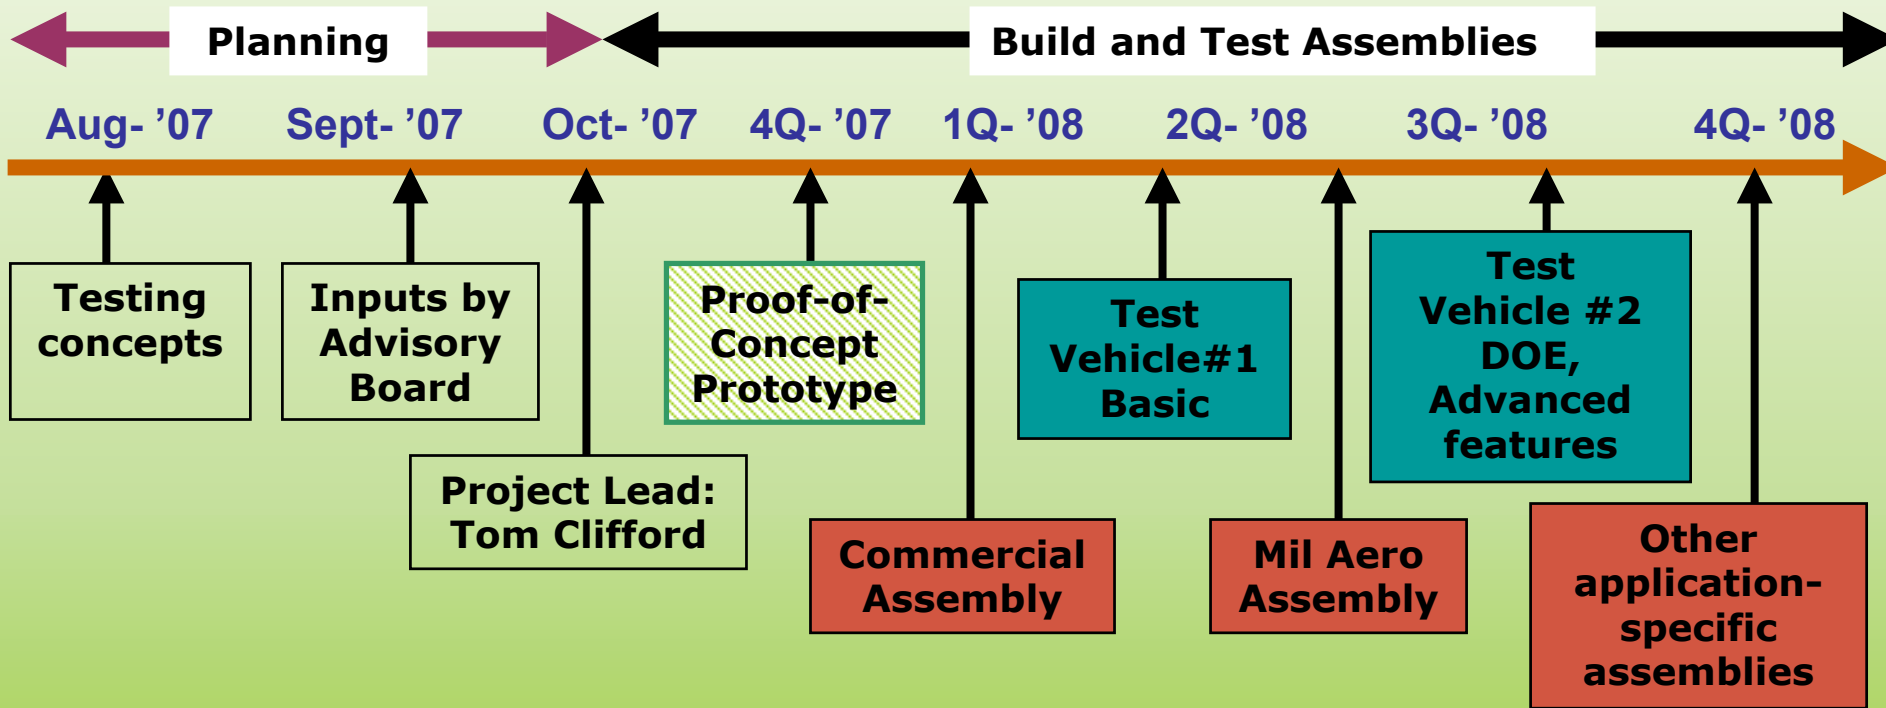 Planning
Build and Test Assemblies
Aug- ’07
Sept- ’07
Oct- ’07
4Q- ’07
1Q- ’08
2Q- ’08
3Q- ’08
4Q- ’08
Testing
concepts
Inputs by
Advisory
Board
Project Lead:
Tom Clifford
Proof-of-
Concept
Prototype
Commercial
Assembly
Test
Vehicle#1
Basic
Mil Aero
Assembly
Test
Vehicle #2
DOE,
Advanced
features
Other
application-
specific
assemblies